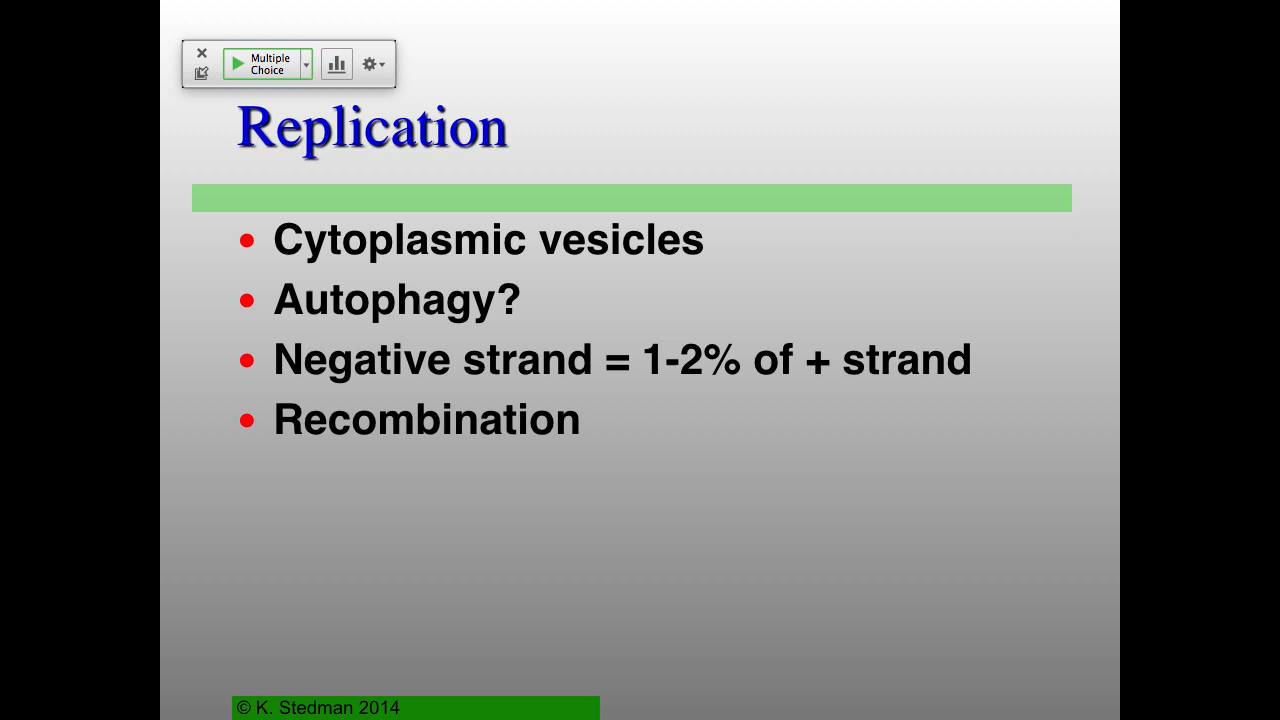 Multiple
Choice
Replication
• Cytoplasmic vesicles
• Autophagy?
• Negative strand = 1-2% of + strand
• Recombination
© K. Stedman 2014